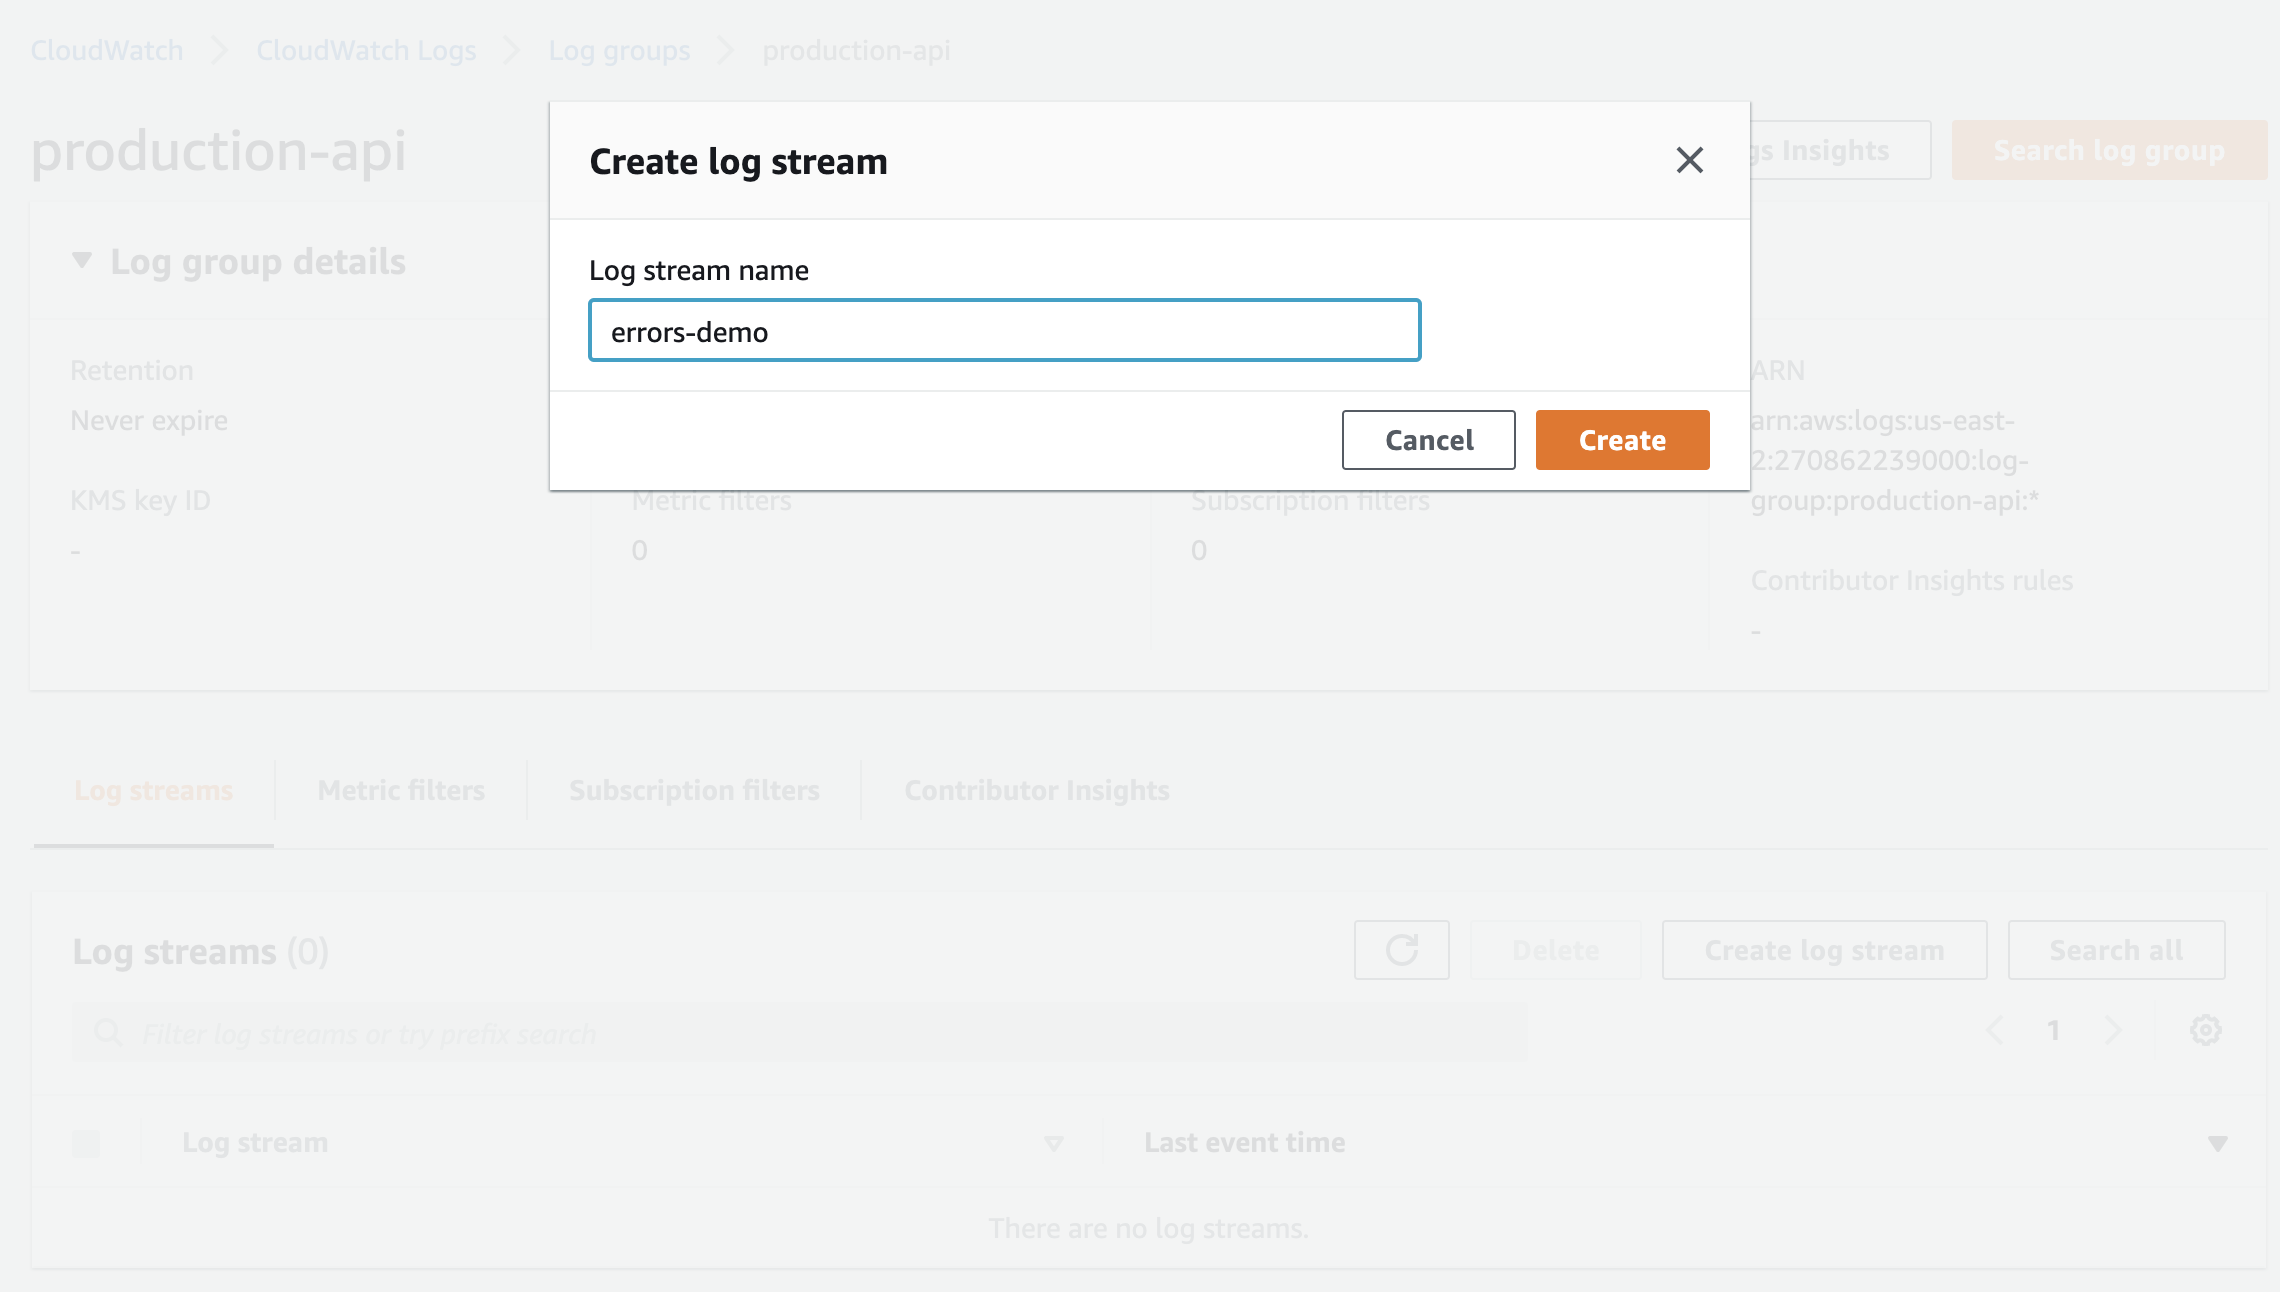 CloudWatch CloudWatch Logs Log groups production-api
production-api
Create log stream
gs Insights
Search log group
Log group details
Log stream name
errors-demo
Cancel
Create
Retention
Never expire
KMS key ID
-
Metric filters
0
Subscription filters
0
ARN
arn:aws:logs:us-east-
2:270862239000:log-
group:production-api:*
Contributor Insights rules
-
Log streams
Metric filters
Subscription filters
Contributor Insights
Log streams (0)
Delete
Create log stream
Search all
Filter log streams or try prefix search
1
Log stream
Last event time
There are no log streams.